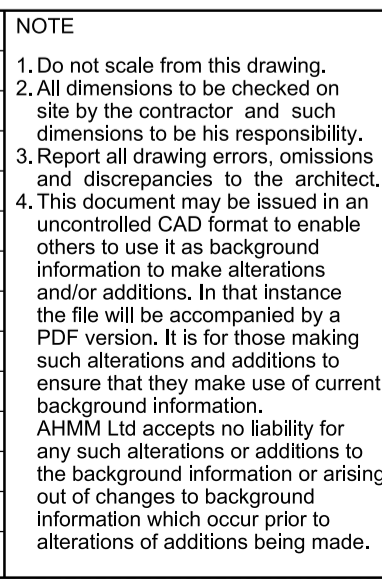 NOTE
1. Do not scale from this drawing.
2. All dimensions to be checked on
site by the contractor and such
dimensions to be his responsibility.
3. Report all drawing errors, omissions
and discrepancies to the architect.
4. This document may be issued in an
uncontrolled CAD format to enable
others to use it as background
information to make alterations
and/or additions. In that instance
the file will be accompanied by a
PDF version. It is for those making
such alterations and additions to
ensure that they make use of current
background information.
AHMM Ltd accepts no liability for
any such alterations or additions to
the background information or arising
out of changes to background
information which occur prior to
alterations of additions being made.